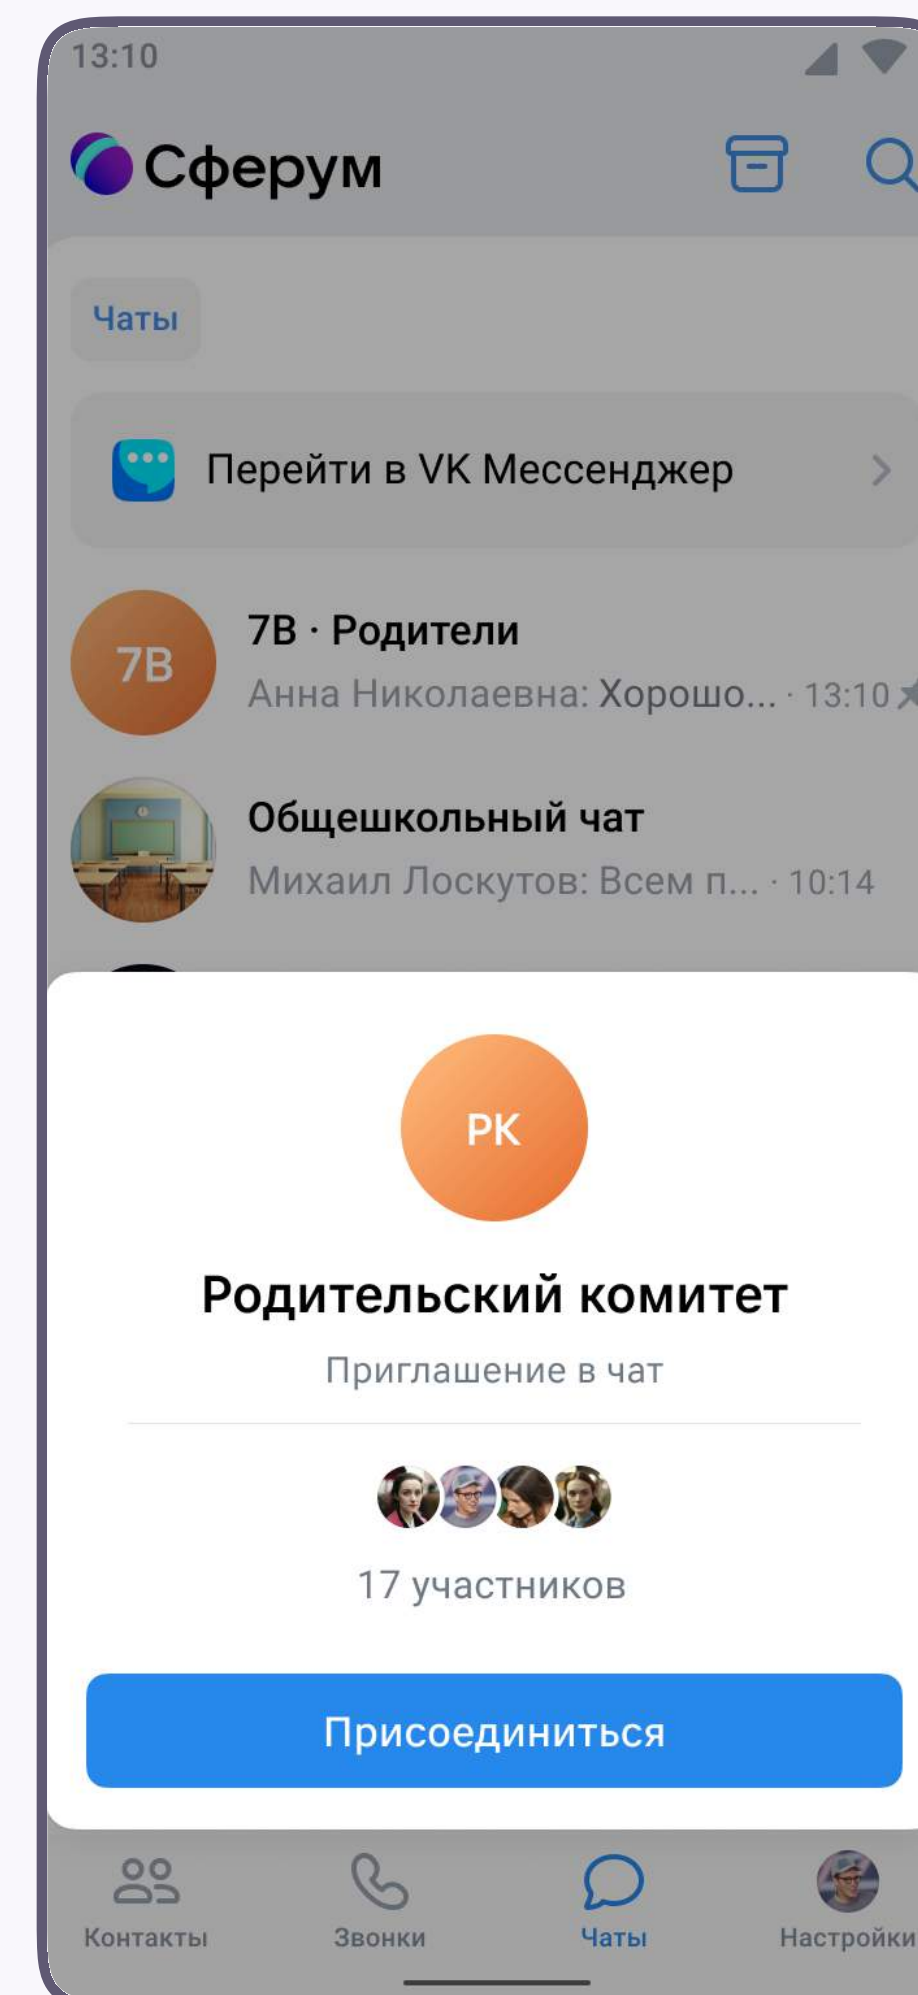 13:10
Сферум
Чаты
Перейти в VK Мессенджер
7В
7В · Родители
Анна Николаевна: Хорошо... · 13:10
Общешкольный чат
Михаил Лоскутов: Всем п... · 10:14
РК
Родительский комитет
Приглашение в чат
17 участников
Присоединиться
Контакты
Звонки
Чаты
Настройки